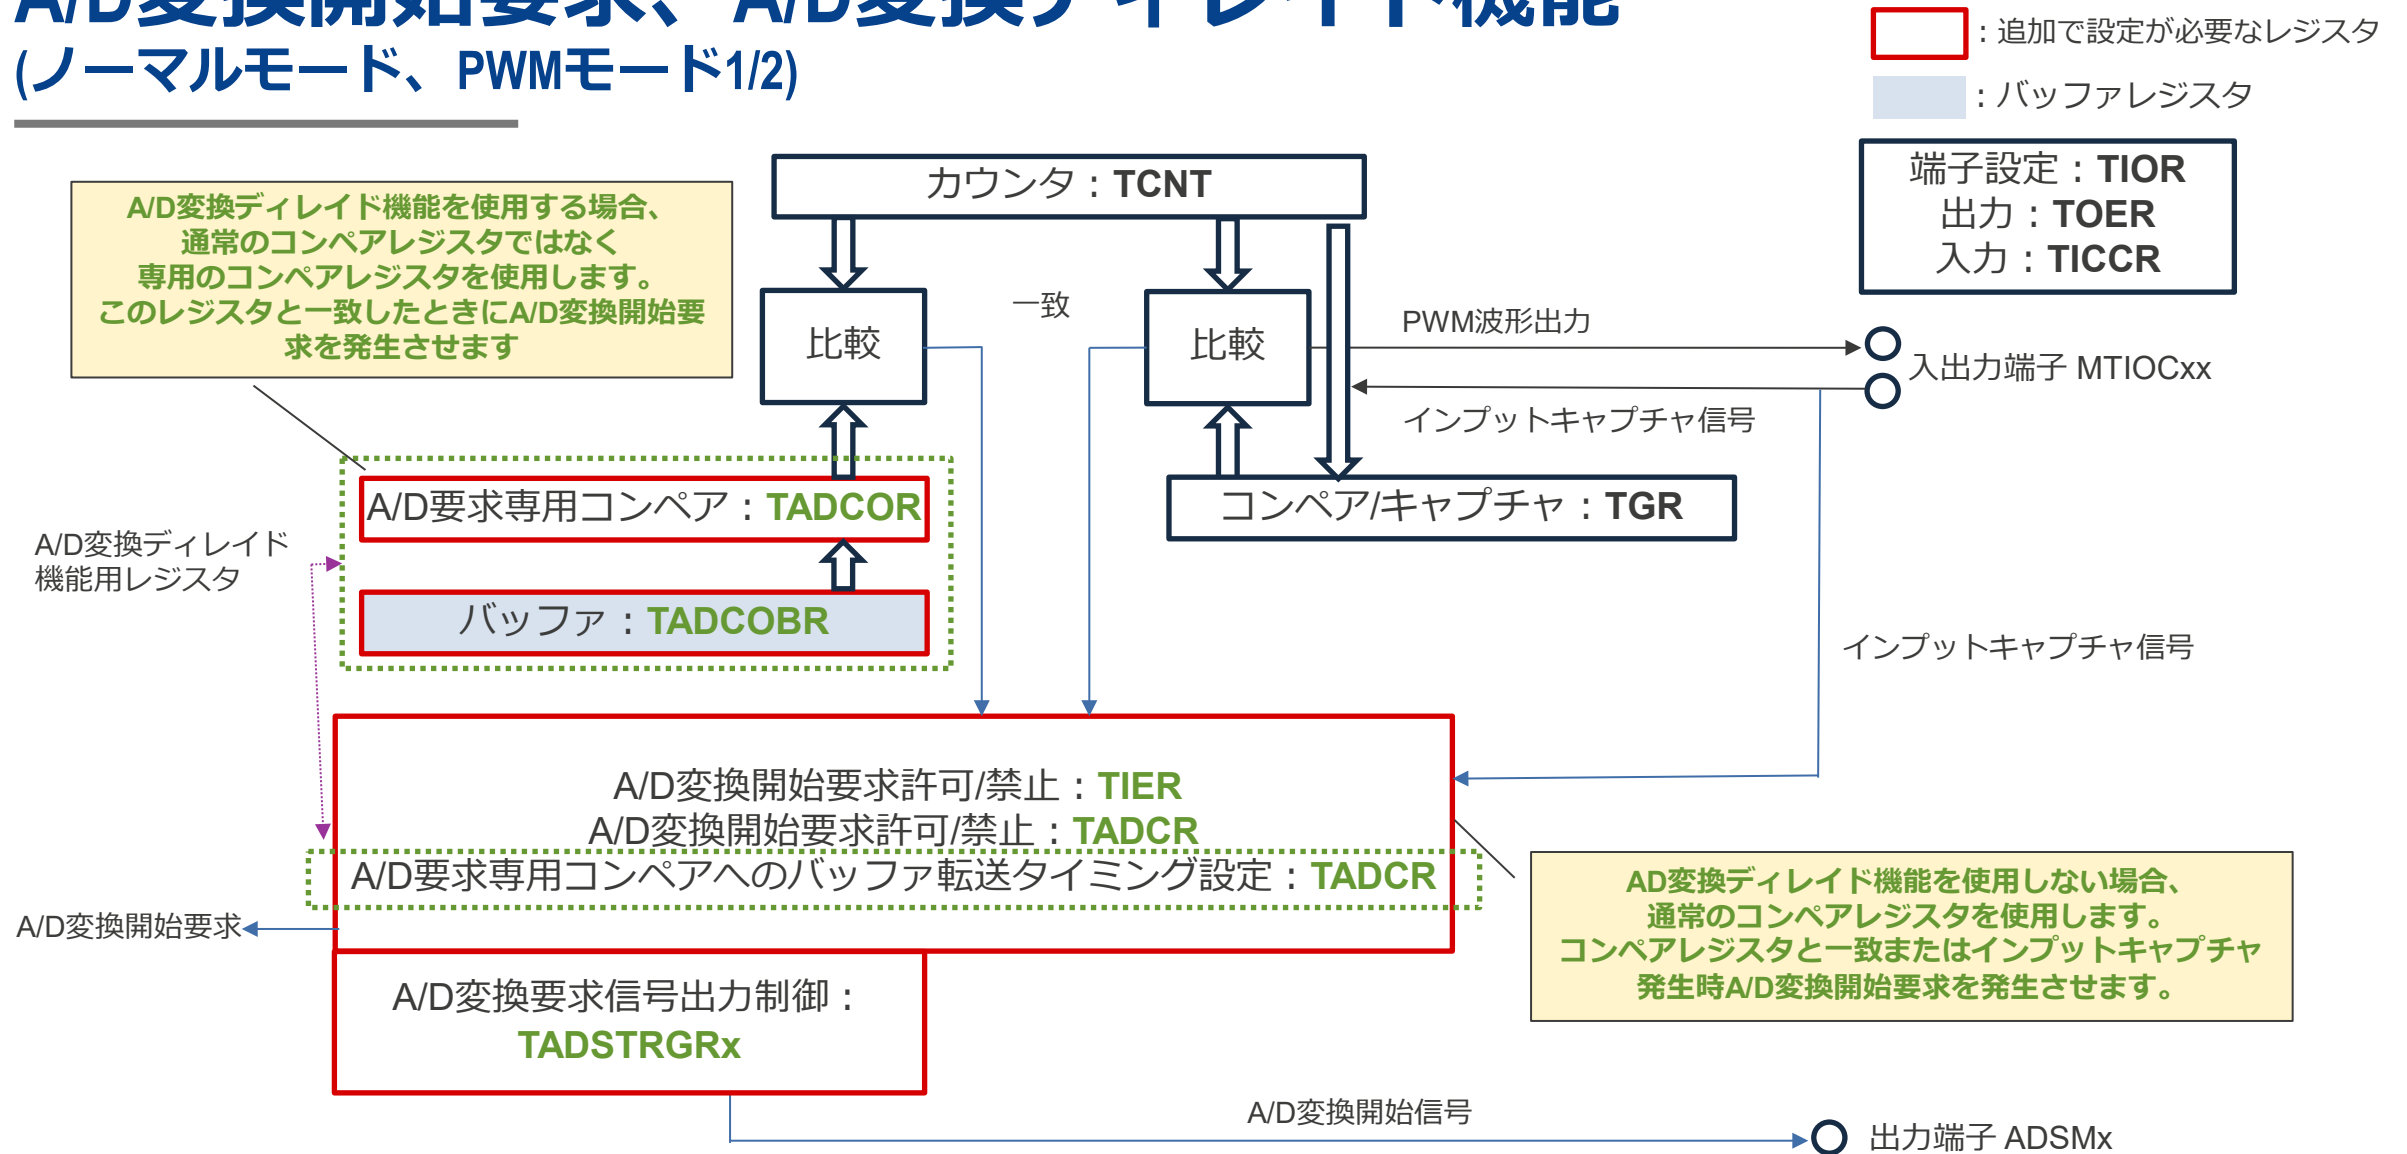 A/D変換開始要求、A/D変換ディレイド機能
(ノーマルモード、PWMモード1/2)
：追加で設定が必要なレジスタ
：バッファレジスタ
端子設定：TIOR
出力：TOER
入力：TICCR
カウンタ：TCNT
A/D変換ディレイド機能を使用する場合、
通常のコンペアレジスタではなく
専用のコンペアレジスタを使用します。
このレジスタと一致したときにA/D変換開始要
求を発生させます
比較
一致
比較
PWM波形出力
入出力端子 MTIOCxx
インプットキャプチャ信号
A/D要求専用コンペア：TADCOR
コンペア/キャプチャ：TGR
A/D変換ディレイド
機能用レジスタ
バッファ：TADCOBR
インプットキャプチャ信号
A/D変換開始要求許可/禁止：TIER
A/D変換開始要求許可/禁止：TADCR
A/D要求専用コンペアへのバッファ転送タイミング設定：TADCR
A/D変換開始要求
AD変換ディレイド機能を使用しない場合、
通常のコンペアレジスタを使用します。
コンペアレジスタと一致またはインプットキャプチャ
発生時A/D変換開始要求を発生させます。
A/D変換要求信号出力制御：
TADSTRGRx
A/D変換開始信号
出力端子 ADSMx